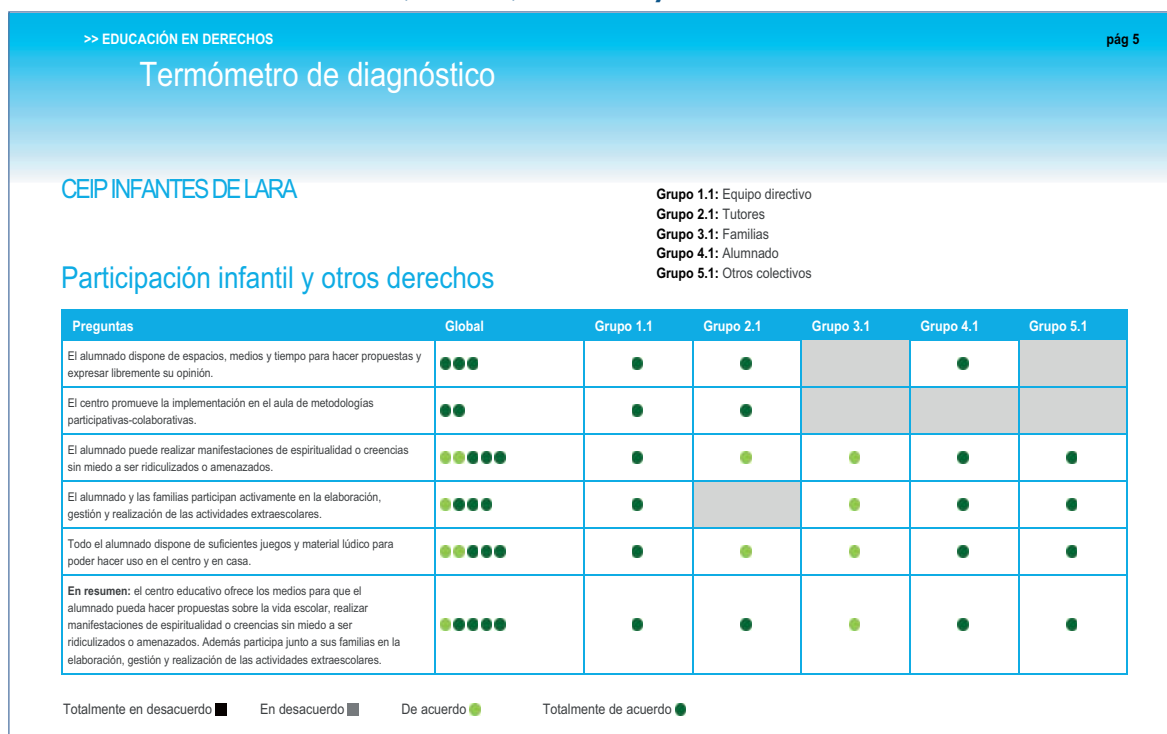 >> EDUCACIÓN EN DERECHOS
pág 5
Termómetro de diagnóstico
CEIP INFANTES DE LARA
Grupo 1.1: Equipo directivo
Grupo 2.1: Tutores
Grupo 3.1: Familias
Grupo 4.1: Alumnado
Grupo 5.1: Otros colectivos
Participación infantil y otros derechos
Preguntas Global Grupo 1.1 Grupo 2.1 Grupo 3.1 Grupo 4.1 Grupo 5.1
El alumnado dispone de espacios, medios y tiempo para hacer propuestas y
expresar libremente su opinión.
El centro promueve la implementación en el aula de metodologías
participativas-colaborativas.
El alumnado puede realizar manifestaciones de espiritualidad o creencias
sin miedo a ser ridiculizados o amenazados.
El alumnado y las familias participan activamente en la elaboración,
gestión y realización de las actividades extraescolares.
Todo el alumnado dispone de suficientes juegos y material lúdico para
poder hacer uso en el centro y en casa.
En resumen: el centro educativo ofrece los medios para que el
alumnado pueda hacer propuestas sobre la vida escolar, realizar
manifestaciones de espiritualidad o creencias sin miedo a ser
ridiculizados o amenazados. Además participa junto a sus familias en la
elaboración, gestión y realización de las actividades extraescolares.
Totalmente en desacuerdo En desacuerdo De acuerdo Totalmente de acuerdo